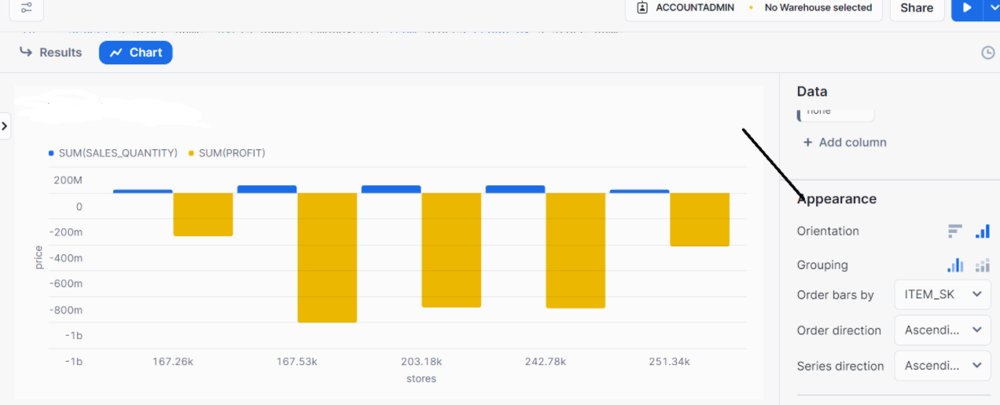 ACCOUNTADMIN No Warehouse selected Share
Results Chart
SUM(SALES_QUANTITY) SUM(PROFIT)
200M
0
-200m
-400m
-600m
-800m
-1b
-1b
price
167.26k 167.53k 203.18k 242.78k 251.34k
stores
Data
none
+ Add column
Appearance
Orientation
Grouping
Order bars by ITEM_SK
Order direction Ascendi...
Series direction Ascendi...